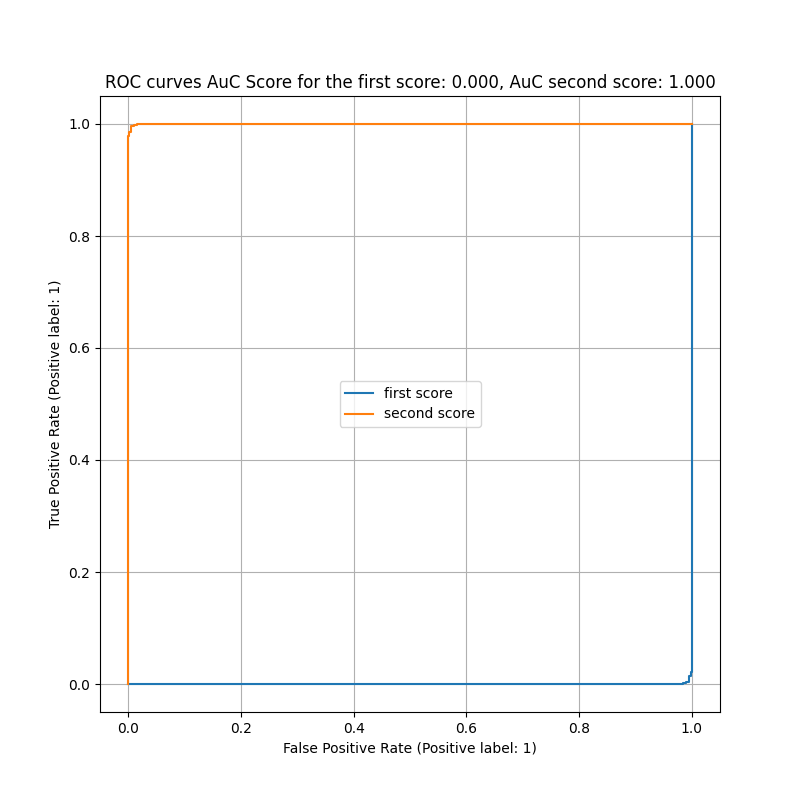 ROC curves AuC Score for the first score: 0.000, AuC second score: 1.000
1.0
0.8
0.6
0.4
0.2
0.0
True Positive Rate (Positive label: 1)
first score
second score
0.0 0.2 0.4 0.6 0.8 1.0
False Positive Rate (Positive label: 1)